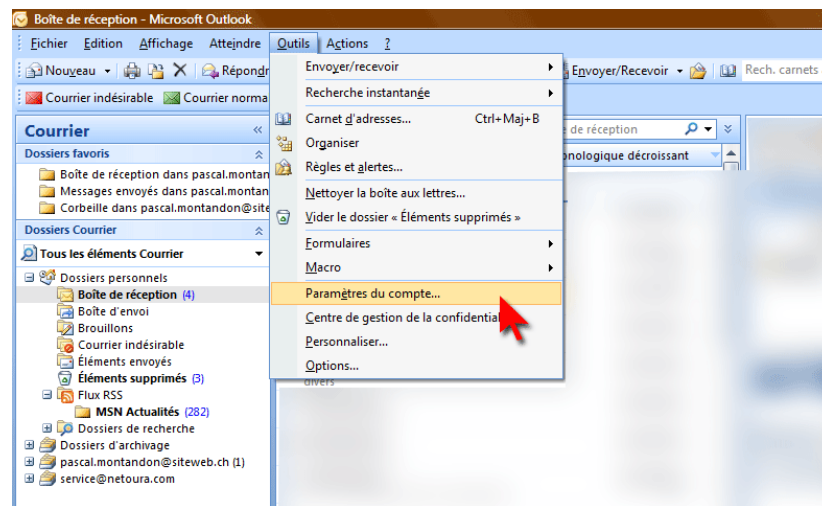 Boîte de réception - Microsoft Outlook
Fichier Edition Affichage Atteindre Outils Actions ?
Nouveau Répondr Envoyer/Recevoir Rech. carnets
Courrier indésirable Courrier norma
Courrier «
Dossiers favoris
Boîte de réception dans pascal.montan
Messages envoyés dans pascal.montan
Corbeille dans pascal.montandon@site
Dossiers Courrier
Tous les éléments Courrier
Dossiers personnels
Boîte de réception (4)
Boîte d'envoi
Brouillons
Courrier indésirable
Éléments envoyés
Éléments supprimés (3)
Flux RSS
MSN Actualités (282)
Dossiers de recherche
Dossiers d'archivage
pascal.montandon@siteweb.ch (1)
service@netoura.com
Envoyer/recevoir
Recherche instantanée
Carnet d'adresses... Ctrl+Maj+B
Organiser
Règles et alertes...
Nettoyer la boîte aux lettres...
Vider le dossier « Éléments supprimés »
Formulaires
Macro
Paramètres du compte...
Centre de gestion de la confidential
Personnaliser...
Options...
e de réception
onologique décroissant
divers